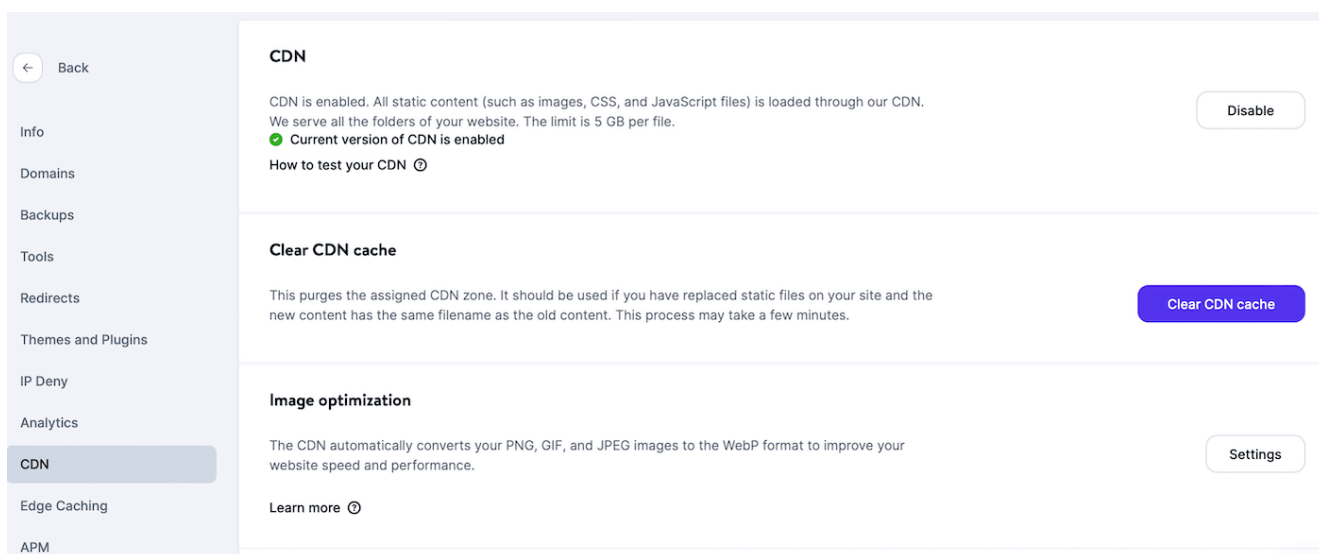 Back
Info
Domains
Backups
Tools
Redirects
Themes and Plugins
IP Deny
Analytics
CDN
Edge Caching
APM
CDN
CDN is enabled. All static content (such as images, CSS, and JavaScript files) is loaded through our CDN.
We serve all the folders of your website. The limit is 5 GB per file.
Current version of CDN is enabled
How to test your CDN
Disable
Clear CDN cache
This purges the assigned CDN zone. It should be used if you have replaced static files on your site and the
new content has the same filename as the old content. This process may take a few minutes.
Clear CDN cache
Image optimization
The CDN automatically converts your PNG, GIF, and JPEG images to the WebP format to improve your
website speed and performance.
Settings
Learn more